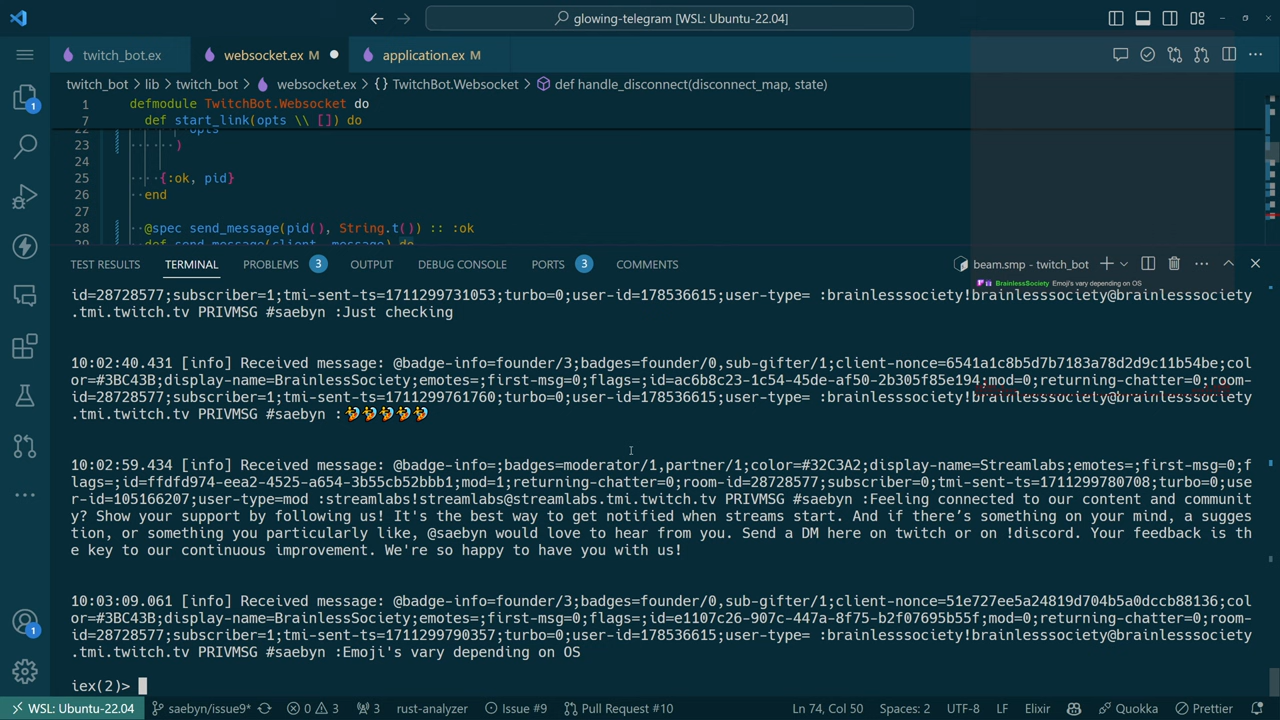 glowing-telegram [WSL: Ubuntu-22.04]
twitch_bot.ex
websocket.ex M
application.ex M
twitch_bot > lib > twitch_bot > websocket.ex > {} TwitchBot.Websocket > def handle_disconnect(disconnect_map, state)
1 defmodule TwitchBot.Websocket do
7 def start_link(opts \\ []) do
22 opts
23 )
24
25 {:ok, pid}
26 end
27
28 @spec send_message(pid(), String.t()) :: :ok
29 def send_message(client, message) do
TEST RESULTS TERMINAL PROBLEMS 3 OUTPUT DEBUG CONSOLE PORTS 3 COMMENTS
beam.smp - twitch_bot
BrainlessSociety Emoji's vary depending on OS
id=28728577;subscriber=1;tmi-sent-ts=1711299731053;turbo=0;user-id=178536615;user-type= :brainlesssociety!brainlesssociety@brainlesssociety
.tmi.twitch.tv PRIVMSG #saebyn :Just checking
10:02:40.431 [info] Received message: @badge-info=founder/3;badges=founder/0,sub-gifter/1;client-nonce=6541a1c8b5d7b7183a78d2d9c11b54be;col
or=#3BC43B;display-name=BrainlessSociety;emotes=;first-msg=0;flags=;id=ac6b8c23-1c54-45de-af50-2b305f85e194;mod=0;returning-chatter=0;room-
id=28728577;subscriber=1;tmi-sent-ts=1711299761760;turbo=0;user-id=178536615;user-type= :brainlesssociety!brainlesssociety@brainlesssociety
.tmi.twitch.tv PRIVMSG #saebyn :🤽🤽🤽🤽🤽
10:02:59.434 [info] Received message: @badge-info=;badges=moderator/1,partner/1;color=#32C3A2;display-name=Streamlabs;emotes=;first-msg=0;f
lags=;id=ffdfd974-eea2-4525-a654-3b55cb52bbb1;mod=1;returning-chatter=0;room-id=28728577;subscriber=0;tmi-sent-ts=1711299780708;turbo=0;use
r-id=105166207;user-type=mod :streamlabs!streamlabs@streamlabs.tmi.twitch.tv PRIVMSG #saebyn :Feeling connected to our content and communit
y? Show your support by following us! It's the best way to get notified when streams start. And if there’s something on your mind, a sugges
tion, or something you particularly like, @saebyn would love to hear from you. Send a DM here on twitch or on !discord. Your feedback is th
e key to our continuous improvement. We're so happy to have you with us!
10:03:09.061 [info] Received message: @badge-info=founder/3;badges=founder/0,sub-gifter/1;client-nonce=51e727ee5a24819d704b5a0dccb88136;col
or=#3BC43B;display-name=BrainlessSociety;emotes=;first-msg=0;flags=;id=e1107c26-907c-447a-8f75-b2f07695b55f;mod=0;returning-chatter=0;room-
id=28728577;subscriber=1;tmi-sent-ts=1711299790357;turbo=0;user-id=178536615;user-type= :brainlesssociety!brainlesssociety@brainlesssociety
.tmi.twitch.tv PRIVMSG #saebyn :Emoji's vary depending on OS
iex(2)>
1
1
WSL: Ubuntu-22.04 saebyn/issue9* 0 3 3 rust-analyzer Issue #9 Pull Request #10 Ln 74, Col 50 Spaces: 2 UTF-8 LF Elixir Quokka Prettier